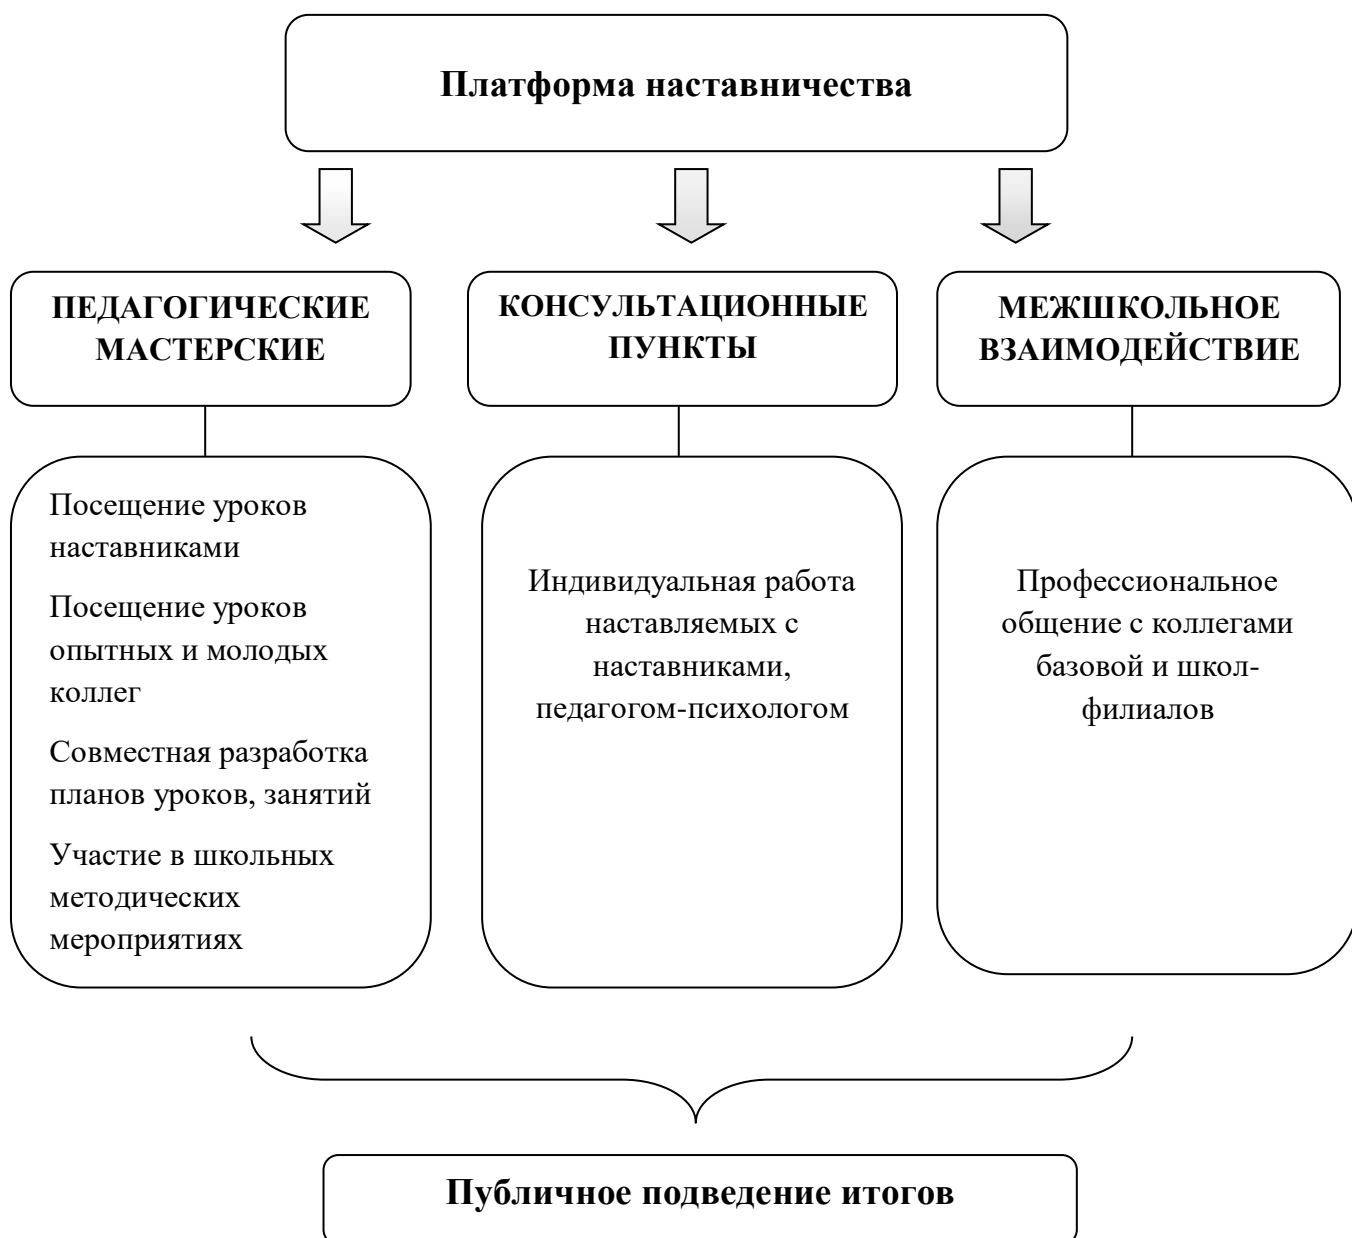 Платформа наставничества
ПЕДАГОГИЧЕСКИЕ
МАСТЕРСКИЕ
КОНСУЛЬТАЦИОННЫЕ
ПУНКТЫ
МЕЖШКОЛЬНОЕ
ВЗАИМОДЕЙСТВИЕ
Посещение уроков
наставниками
Посещение уроков
опытных и молодых
коллег
Совместная разработка
планов уроков, занятий
Участие в школьных
методических
мероприятиях
Индивидуальная работа
наставляемых с
наставниками,
педагогом-психологом
Профессиональное
общение с коллегами
базовой и школ-
филиалов
Публичное подведение итогов